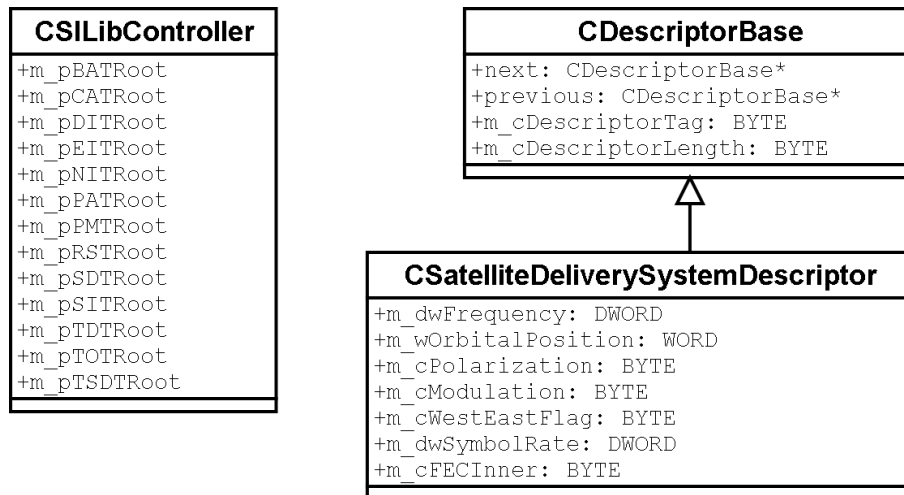 CSILibController
+m_pBATRoot
+m_pCATRoot
+m_pDITRoot
+m_pEITRoot
+m_pNITRoot
+m_pPATRoot
+m_pPMTRoot
+m_pRSTRoot
+m_pSDTRoot
+m_pSITRoot
+m_pTDTRoot
+m_pTOTRoot
+m_pTSDTRoot
CDescriptorBase
+next: CDescriptorBase*
+previous: CDescriptorBase*
+m_cDescriptorTag: BYTE
+m_cDescriptorLength: BYTE
CSatelliteDeliverySystemDescriptor
+m_dwFrequency: DWORD
+m_wOrbitalPosition: WORD
+m_cPolarization: BYTE
+m_cModulation: BYTE
+m_cWestEastFlag: BYTE
+m_dwSymbolRate: DWORD
+m_cFECInner: BYTE